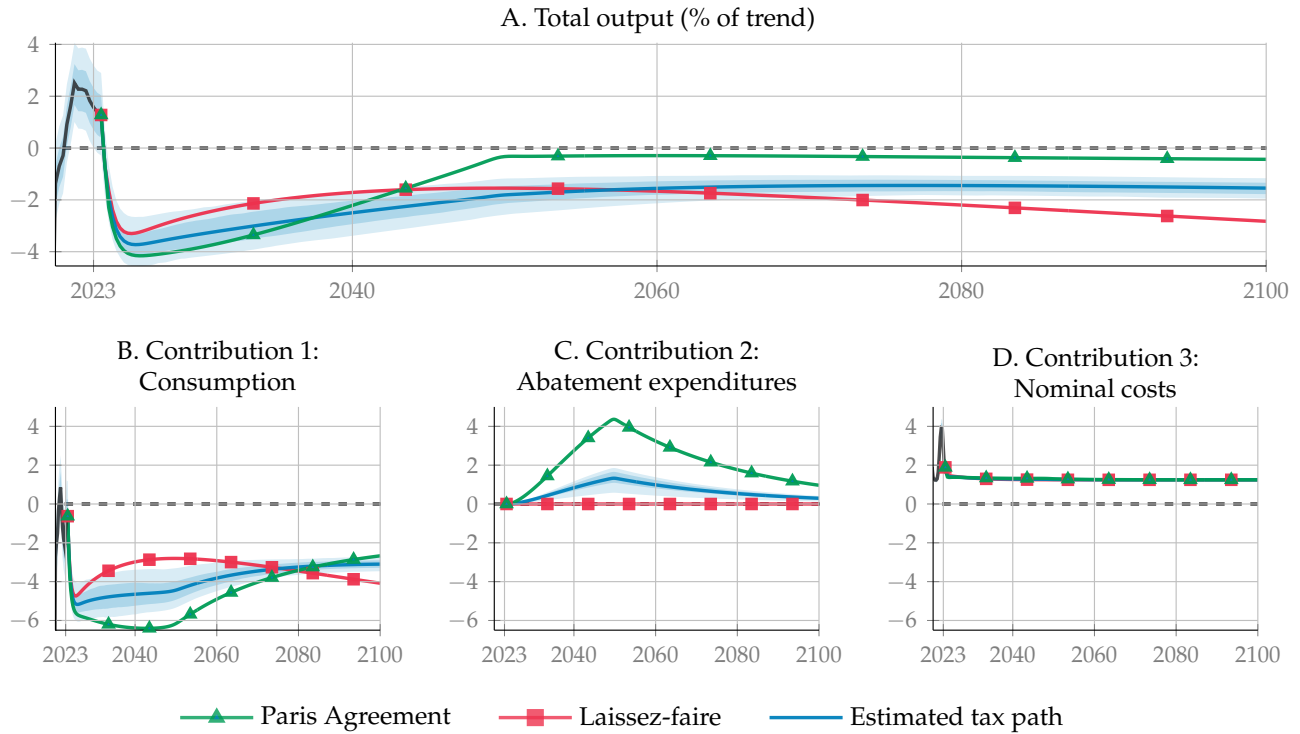 A. Total output (% of trend)
4
2
0
−2
−4
2023 2040 2060 2080 2100
B. Contribution 1:
Consumption
4
2
0
−2
−4
−6
2023 2040 2060 2080 2100
C. Contribution 2:
Abatement expenditures
4
2
0
−2
−4
−6
2023 2040 2060 2080 2100
D. Contribution 3:
Nominal costs
4
2
0
−2
−4
−6
2023 2040 2060 2080 2100
Paris Agreement Laissez-faire Estimated tax path